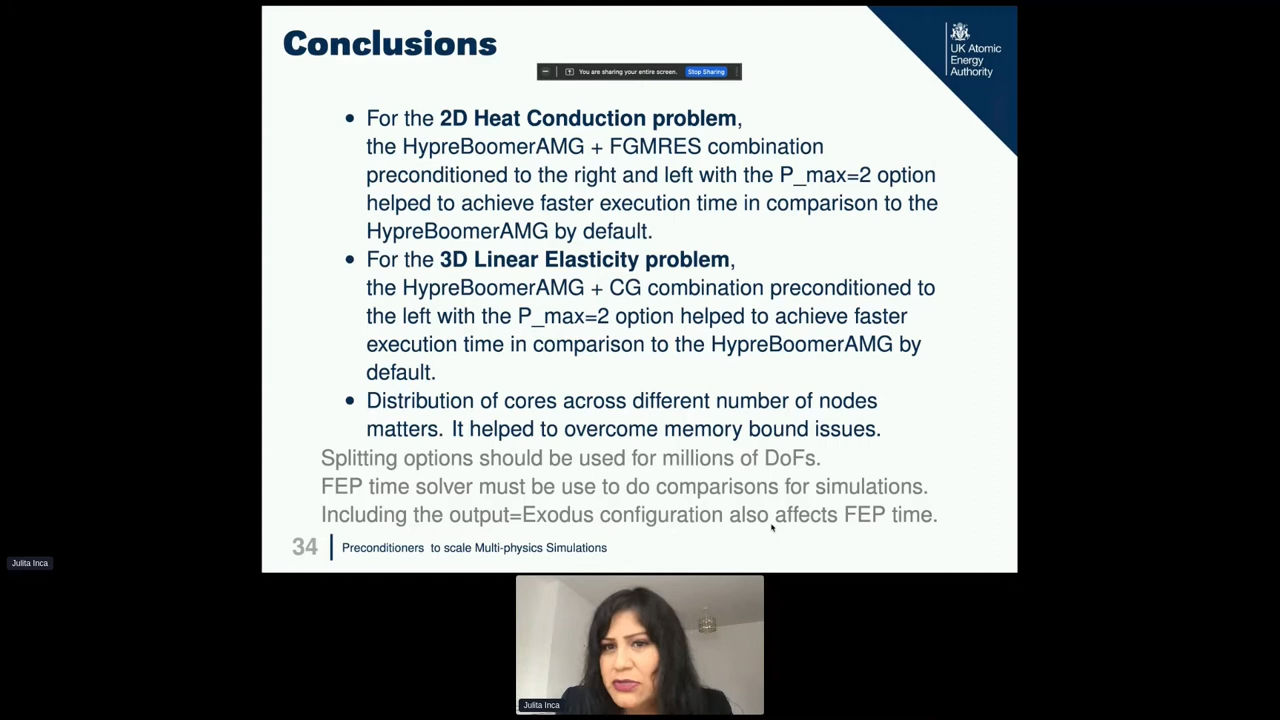 Conclusions
UK Atomic
Energy
Authority
You are sharing your entire screen. Stop Sharing
• For the 2D Heat Conduction problem,
the HypreBoomerAMG + FGMRES combination
preconditioned to the right and left with the P_max=2 option
helped to achieve faster execution time in comparison to the
HypreBoomerAMG by default.
• For the 3D Linear Elasticity problem,
the HypreBoomerAMG + CG combination preconditioned to
the left with the P_max=2 option helped to achieve faster
execution time in comparison to the HypreBoomerAMG by
default.
• Distribution of cores across different number of nodes
matters. It helped to overcome memory bound issues.
Splitting options should be used for millions of DoFs.
FEP time solver must be use to do comparisons for simulations.
Including the output=Exodus configuration also affects FEP time.
34 Preconditioners to scale Multi-physics Simulations
Julita Inca
Julita Inca